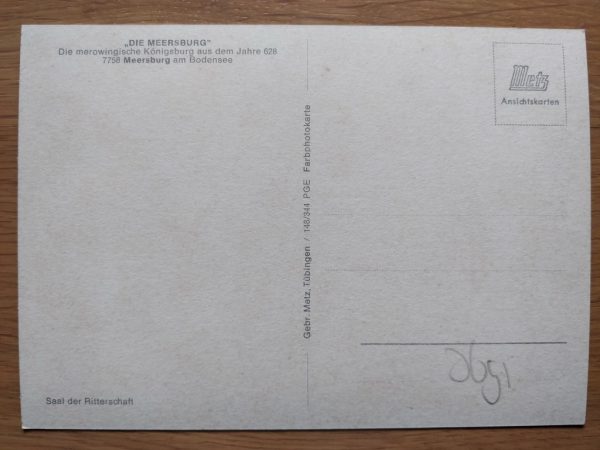 „DIE MEERSBURG"
Die merowingische Königsburg aus dem Jahre 628
7758 Meersburg am Bodensee
Metz
Ansichtskarten
Gebr. Metz, Tübingen / 148/344 PGE Farbphotokarte
Saal der Ritterschaft